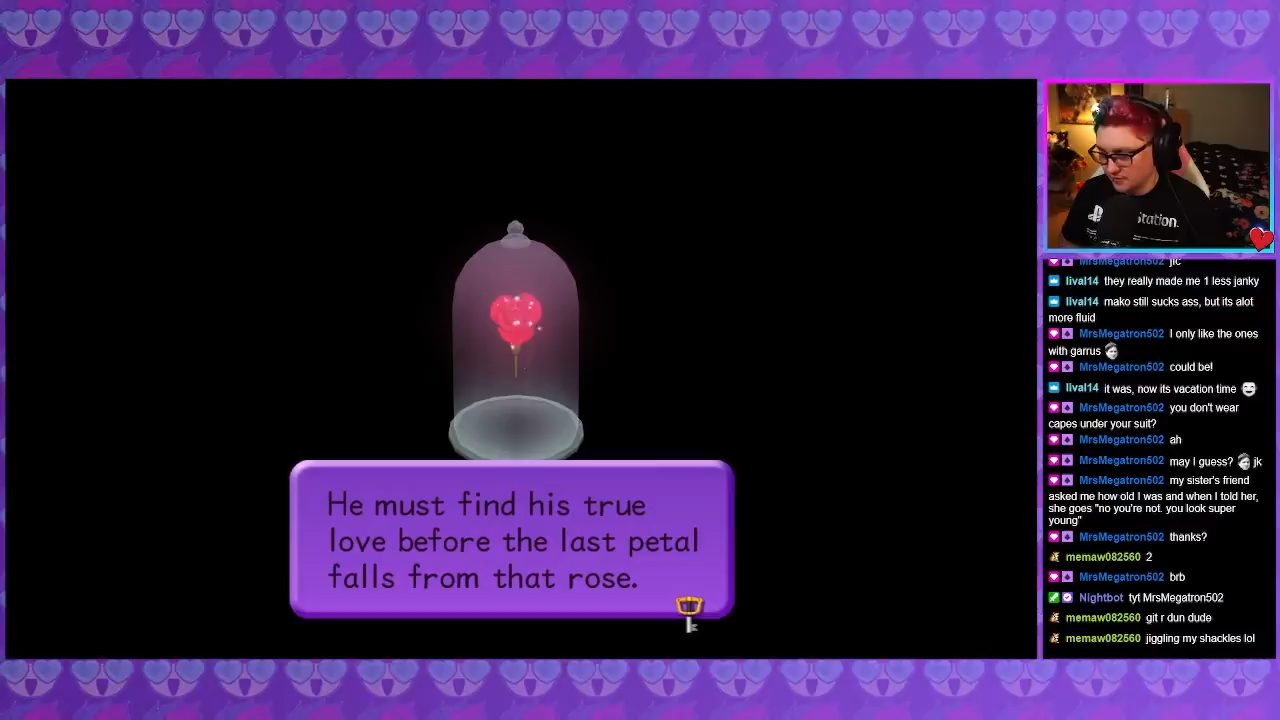 He must find his true
love before the last petal
falls from that rose.
Station.
MrsMegatron502 jic
lival14 they really made me 1 less janky
lival14 mako still sucks ass, but its alot
more fluid
MrsMegatron502 I only like the ones
with garrus
MrsMegatron502 could be!
lival14 it was, now its vacation time
MrsMegatron502 you don't wear
capes under your suit?
MrsMegatron502 ah
MrsMegatron502 may I guess? jk
MrsMegatron502 my sister's friend
asked me how old I was and when I told her,
she goes "no you're not. you look super
young"
MrsMegatron502 thanks?
memaw082560 2
MrsMegatron502 brb
Nightbot tyt MrsMegatron502
memaw082560 git r dun dude
memaw082560 jiggling my shackles lol